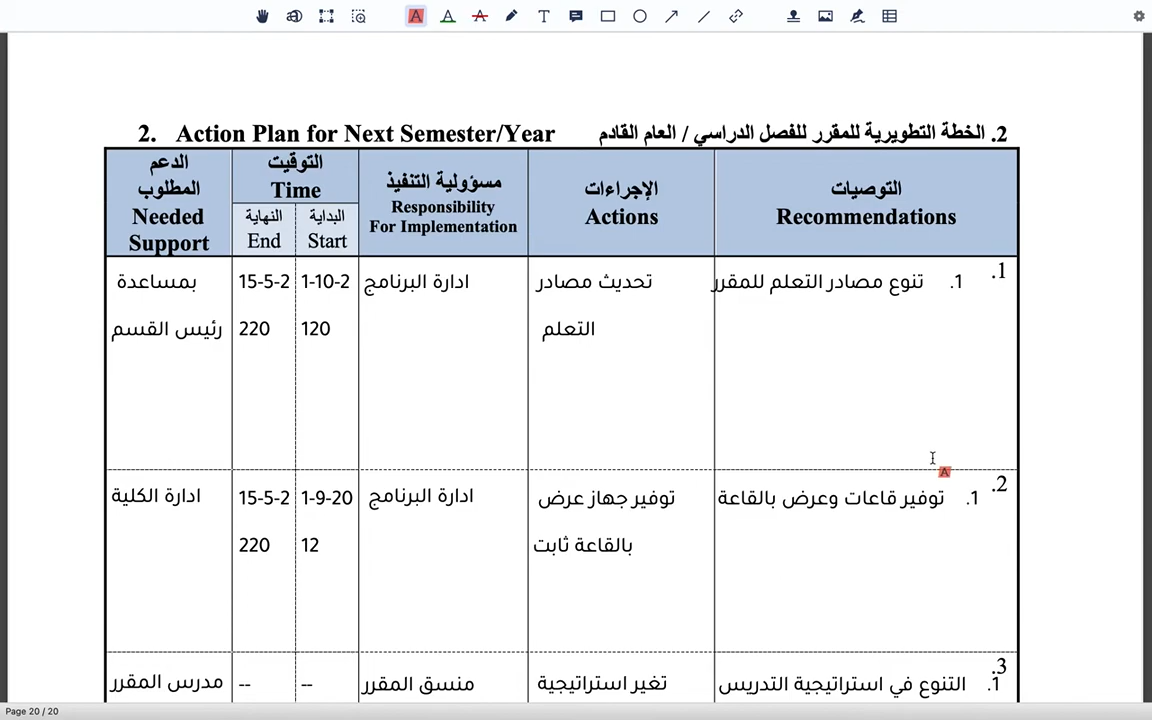 2. Action Plan for Next Semester/Year
2. الخطة التطويرية للمقرر للفصل الدراسي / العام القادم
التوصيات
Recommendations
الإجراءات
Actions
مسؤولية التنفيذ
Responsibility
For Implementation
التوقيت
Time
البداية
Start
النهاية
End
الدعم
المطلوب
Needed
Support
1.
1. تنوع مصادر التعلم للمقرر
تحديث مصادر
التعلم
ادارة البرنامج
1-10-2
120
15-5-2
220
بمساعدة
رئيس القسم
2.
1. توفير قاعات وعرض بالقاعة
توفير جهاز عرض
بالقاعة ثابت
ادارة البرنامج
1-9-20
12
15-5-2
220
ادارة الكلية
3.
1. التنوع في استراتيجية التدريس
تغير استراتيجية
منسق المقرر
--
--
مدرس المقرر
Page 20 / 20